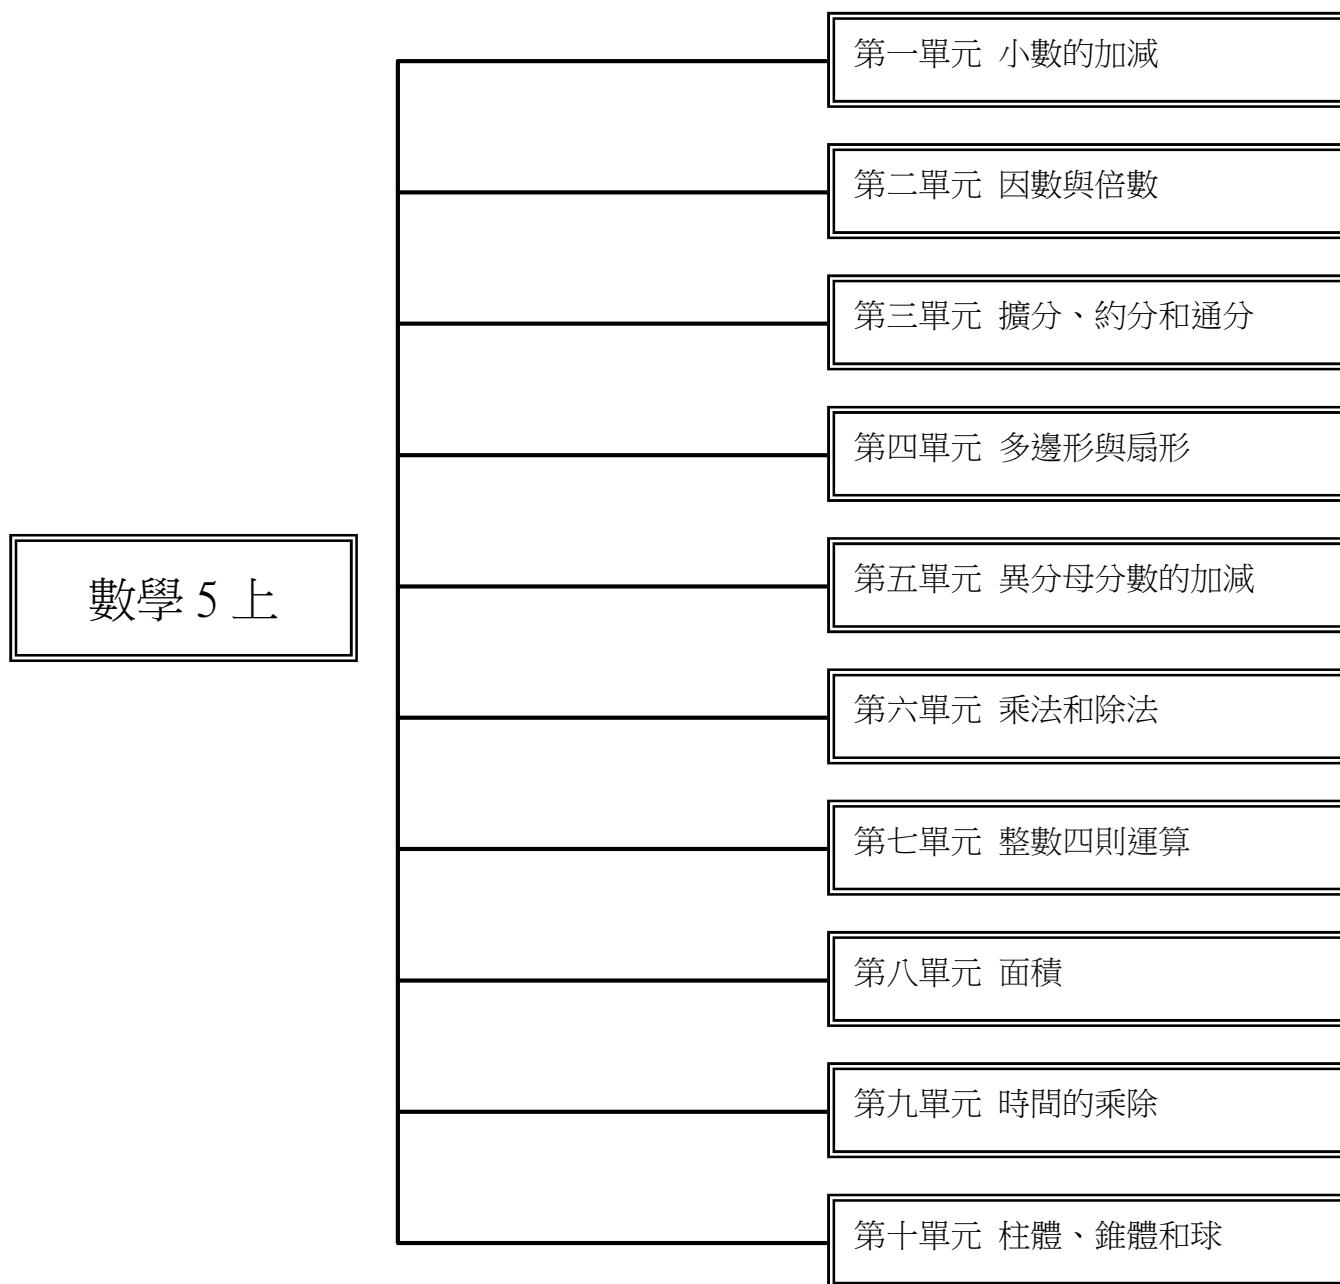 第一單元 小數的加減
第二單元 因數與倍數
第三單元 擴分、約分和通分
第四單元 多邊形與扇形
第五單元 異分母分數的加減
數學 5 上
第六單元 乘法和除法
第七單元 整數四則運算
第八單元 面積
第九單元 時間的乘除
第十單元 柱體、錐體和球